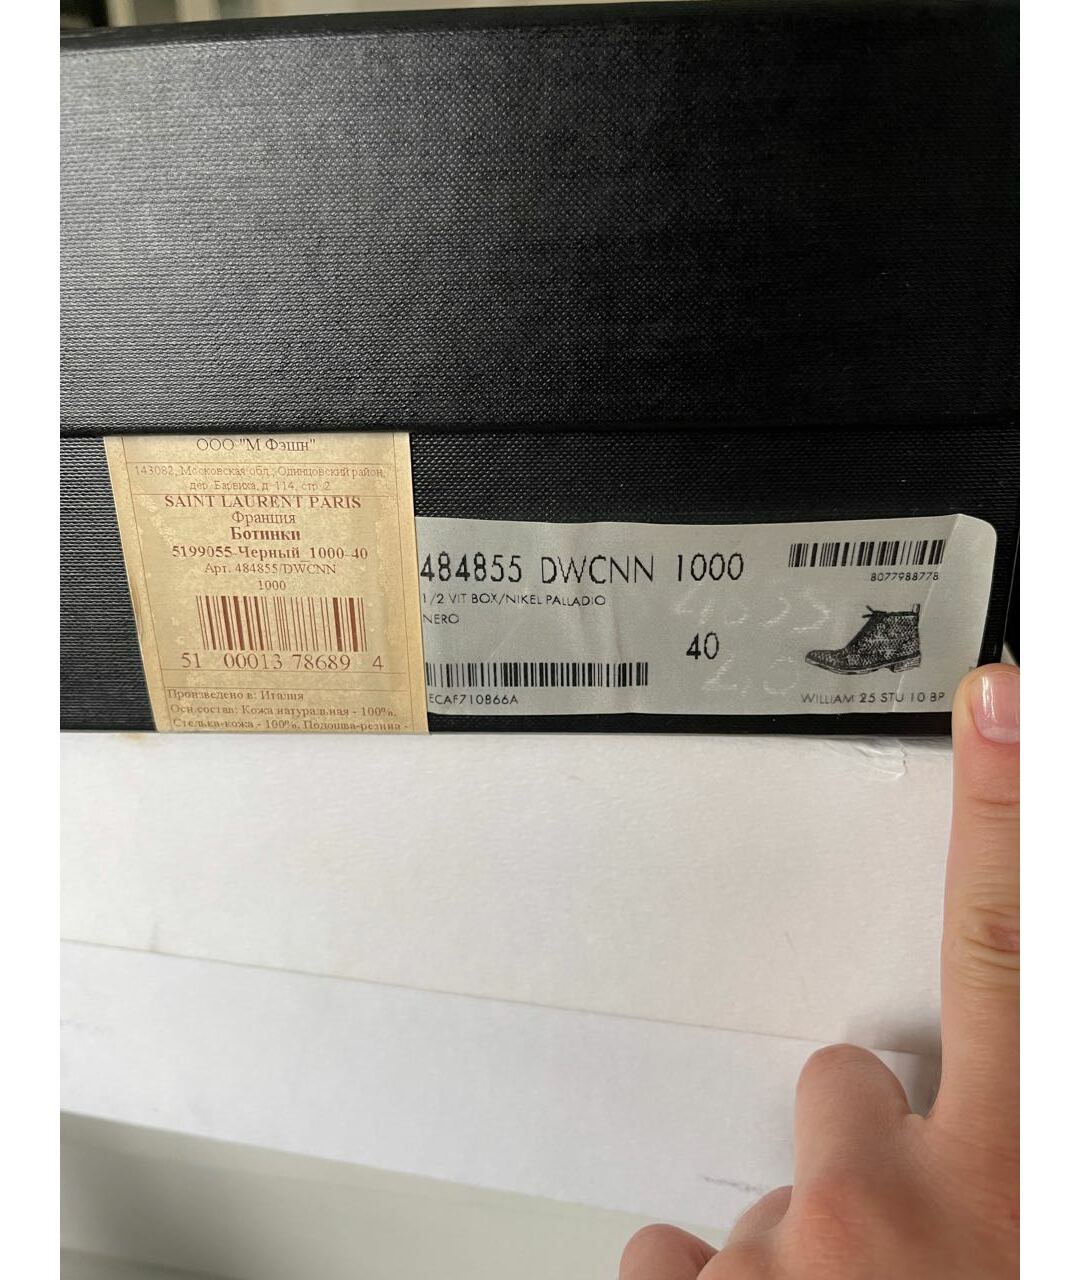 ООО "М Фэшн"
143082, Московская обл., Одинцовский район,
дер. Барвиха, д. 114, стр. 2
SAINT LAURENT PARIS
Франция
Ботинки
5199055-Черный_1000-40
Арт. 484855/DWCNN
1000
51 00013 78689 4
Произведено в: Италия
Осн.состав: Кожа натуральная - 100%,
Стелька-кожа - 100%, Подошва-резина -
484855 DWCNN 1000
8077988778
1/2 VIT BOX/NIKEL PALLADIO
NERO
40
ECAF710866A
WILLIAM 25 STU 10 BP